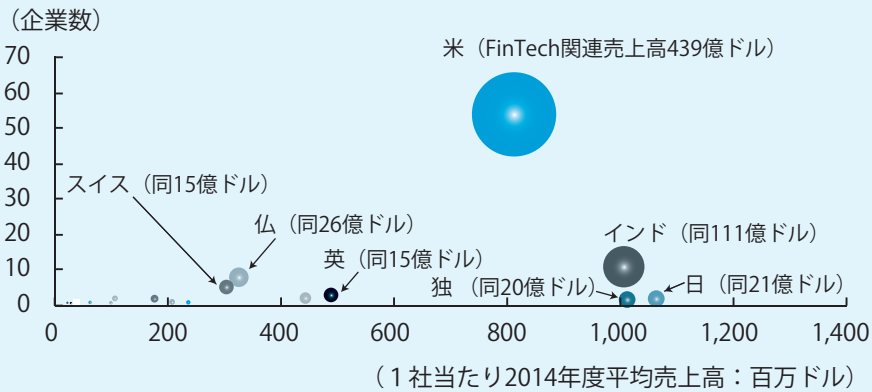 （企業数）
米（FinTech関連売上高439億ドル）
70
60
50
40
30
20
10
0
スイス（同15億ドル）
仏（同26億ドル）
英（同15億ドル）
独（同20億ドル）
インド（同111億ドル）
日（同21億ドル）
0 200 400 600 800 1,000 1,200 1,400
（１社当たり2014年度平均売上高：百万ドル）